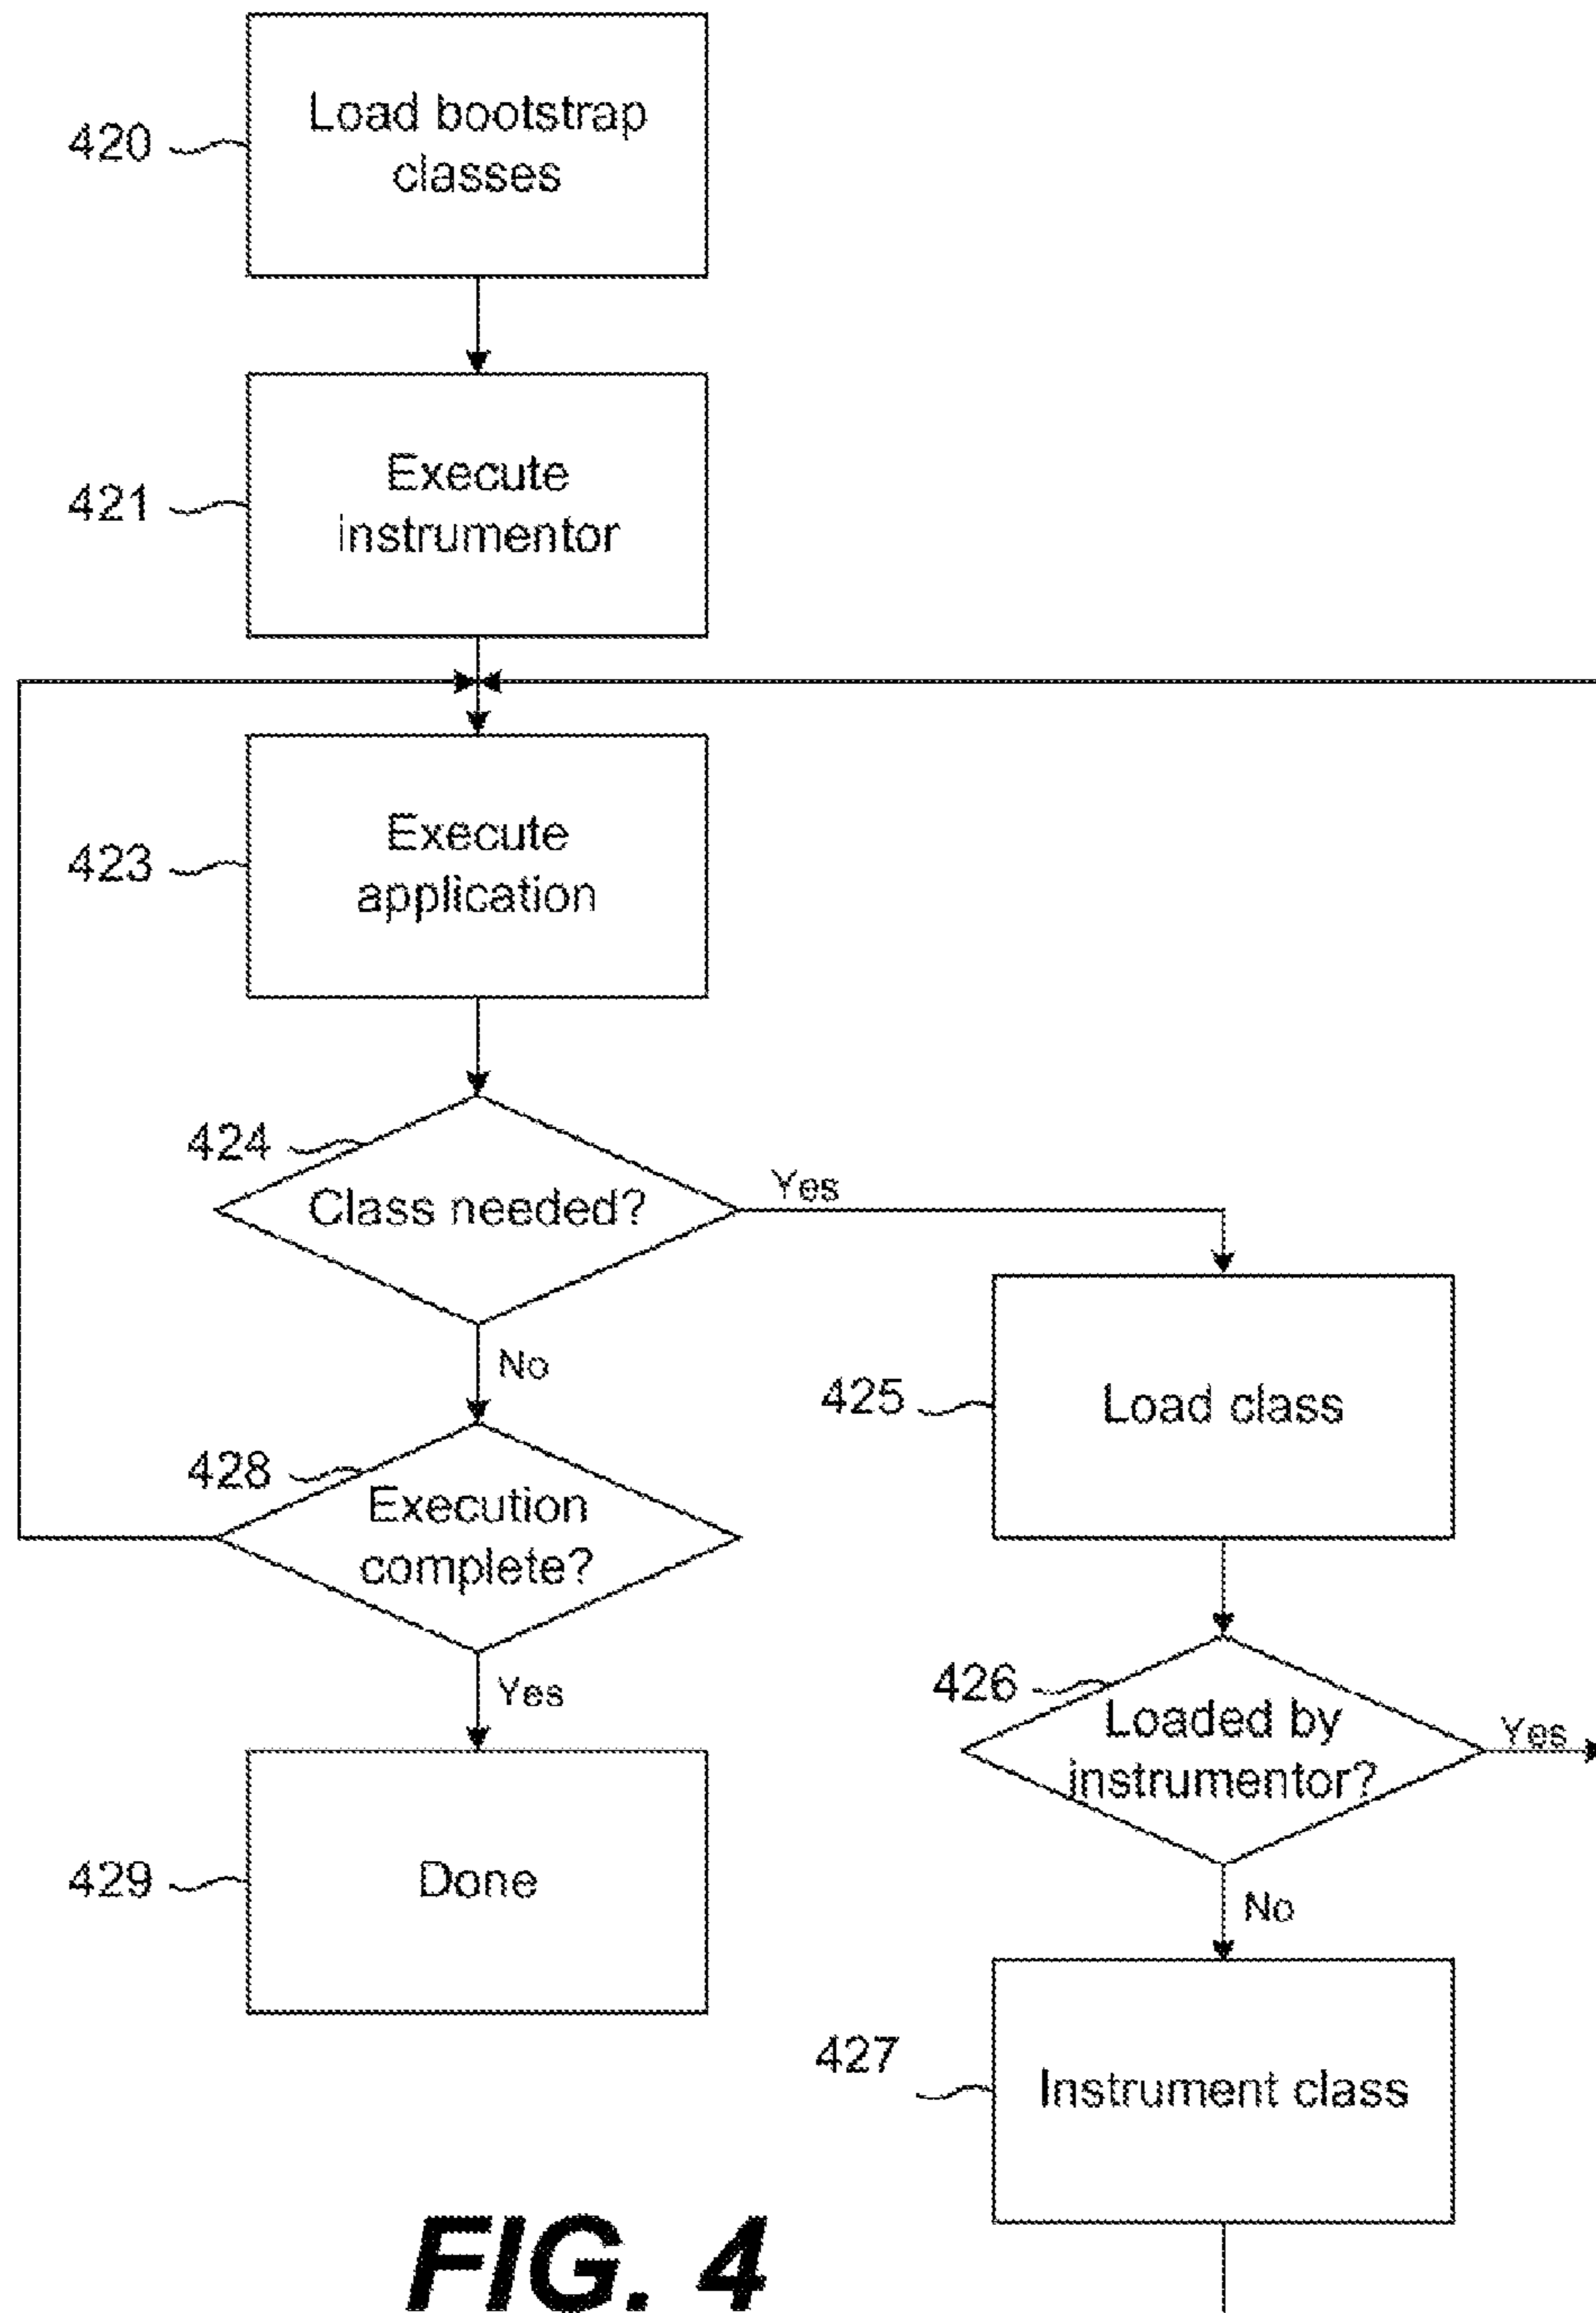 420
Load bootstrap
classes
421
Execute
instrumentor
423
Execute
application
424
Class needed?
Yes
No
425
Load class
428
Execution
complete?
Yes
426
Loaded by
instrumentor?
Yes
No
429
Done
427
Instrument class
FIG. 4